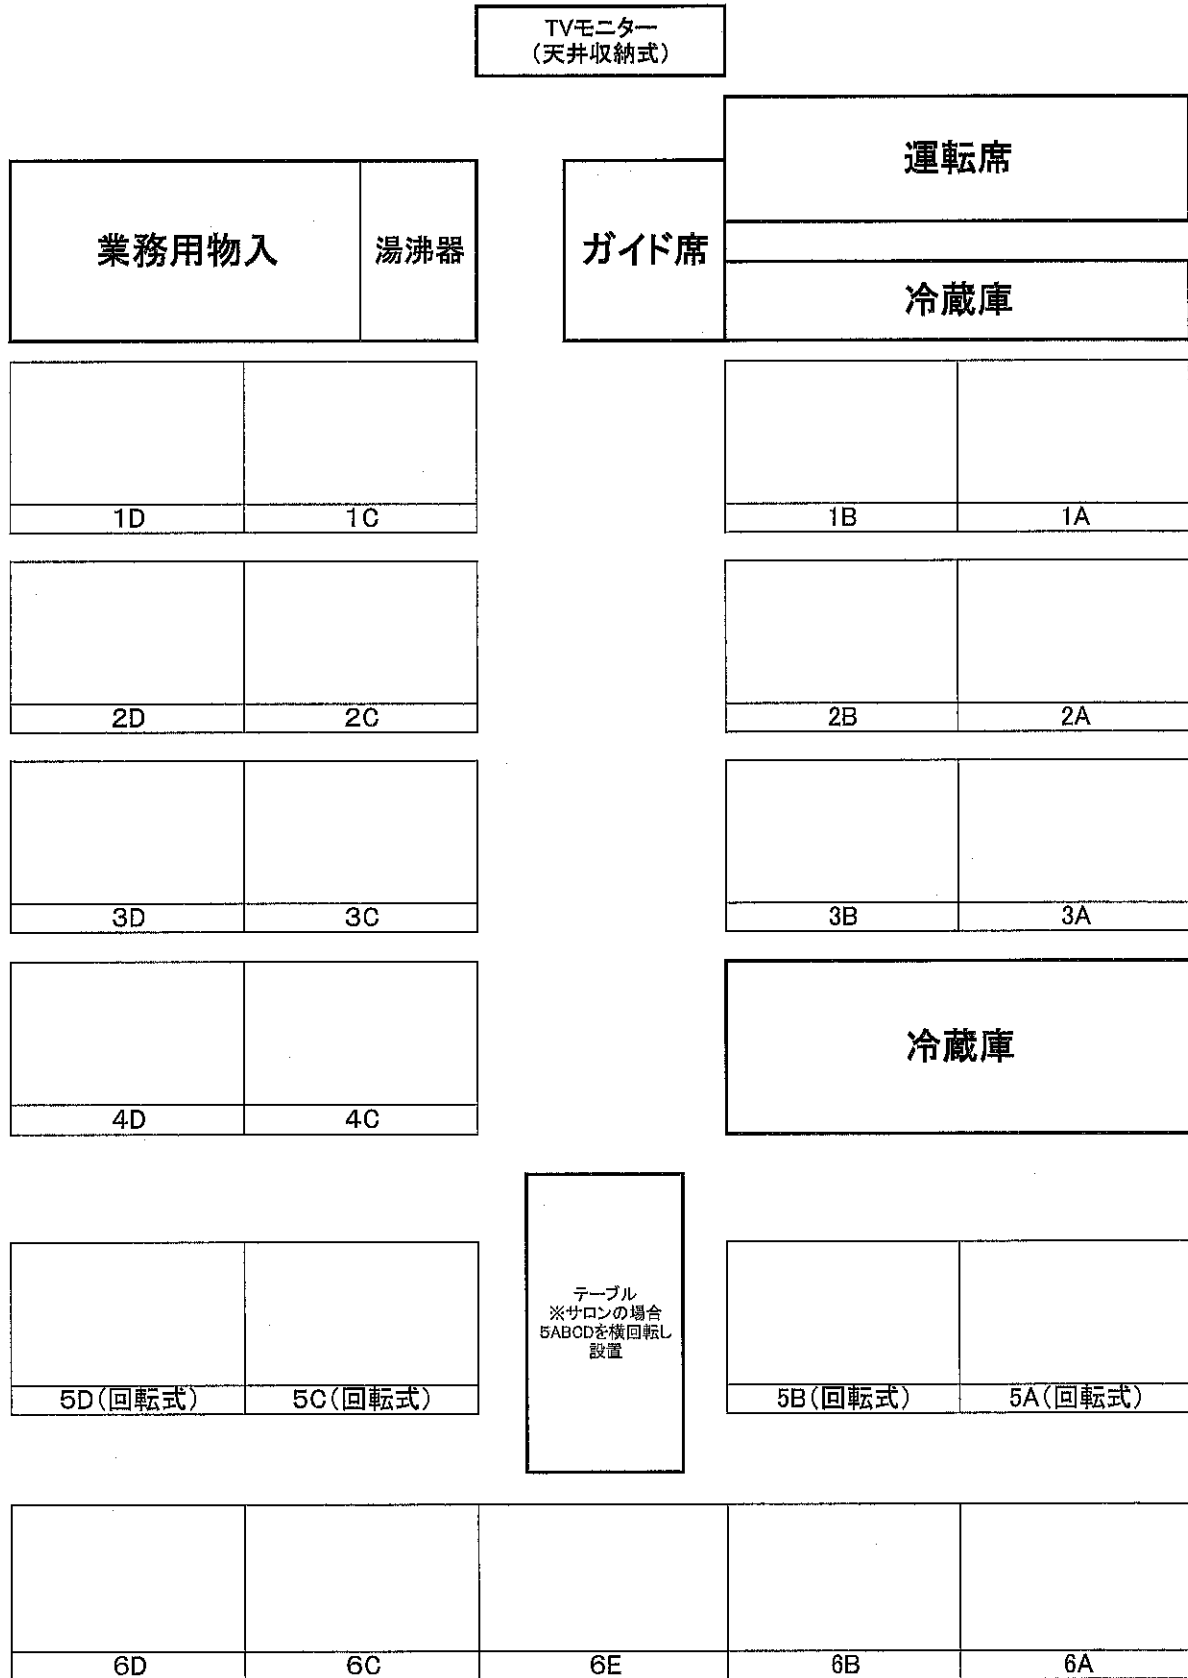 TVモニター
(天井収納式)
運転席
業務用物入
湯沸器
ガイド席
冷蔵庫
1D
1C
1B
1A
2D
2C
2B
2A
3D
3C
3B
3A
4D
4C
冷蔵庫
テーブル
※サロンの場合
5ABCDを横回転し
設置
5D(回転式)
5C(回転式)
5B(回転式)
5A(回転式)
6D
6C
6E
6B
6A